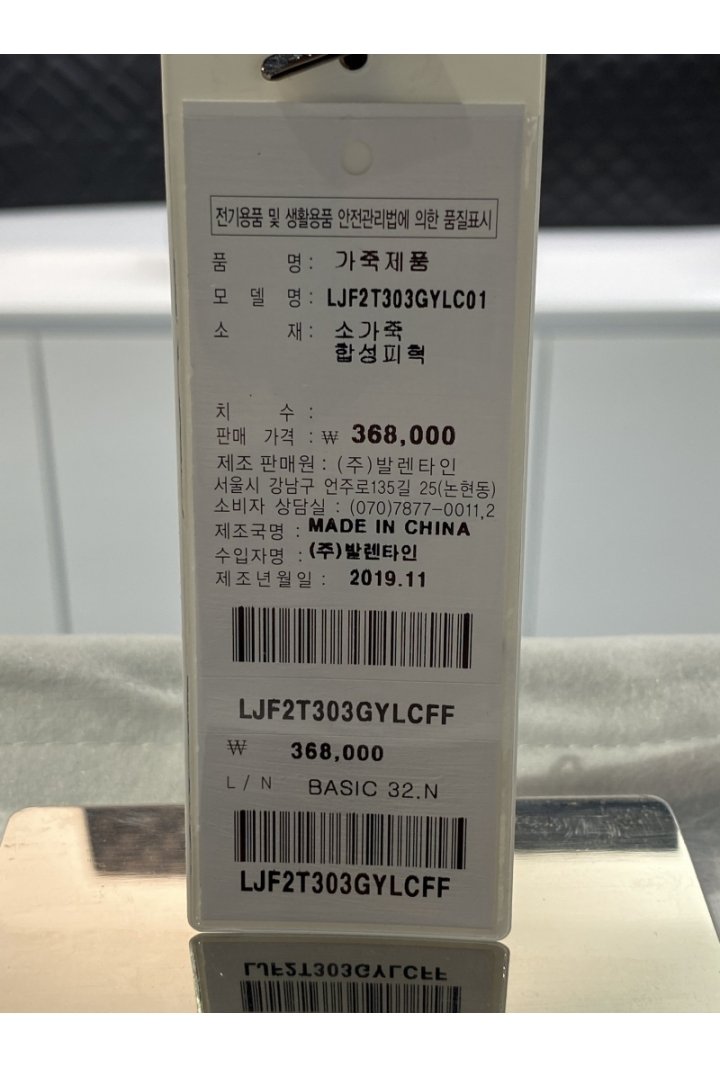 전기용품 및 생활용품 안전관리법에 의한 품질표시
품 명 : 가죽제품
모 델 명 : LJF2T303GYLC01
소 재 : 소가죽
합성피혁
치 수 :
판매 가격 : ₩ 368,000
제조 판매원 : (주)발렌타인
서울시 강남구 언주로135길 25(논현동)
소비자 상담실 : (070)7877-0011,2
제조국명 : MADE IN CHINA
수입자명 : (주)발렌타인
제조년월일 : 2019.11
LJF2T303GYLCFF
₩ 368,000
L / N BASIC 32.N
LJF2T303GYLCFF
LJF2T303GYLCFF